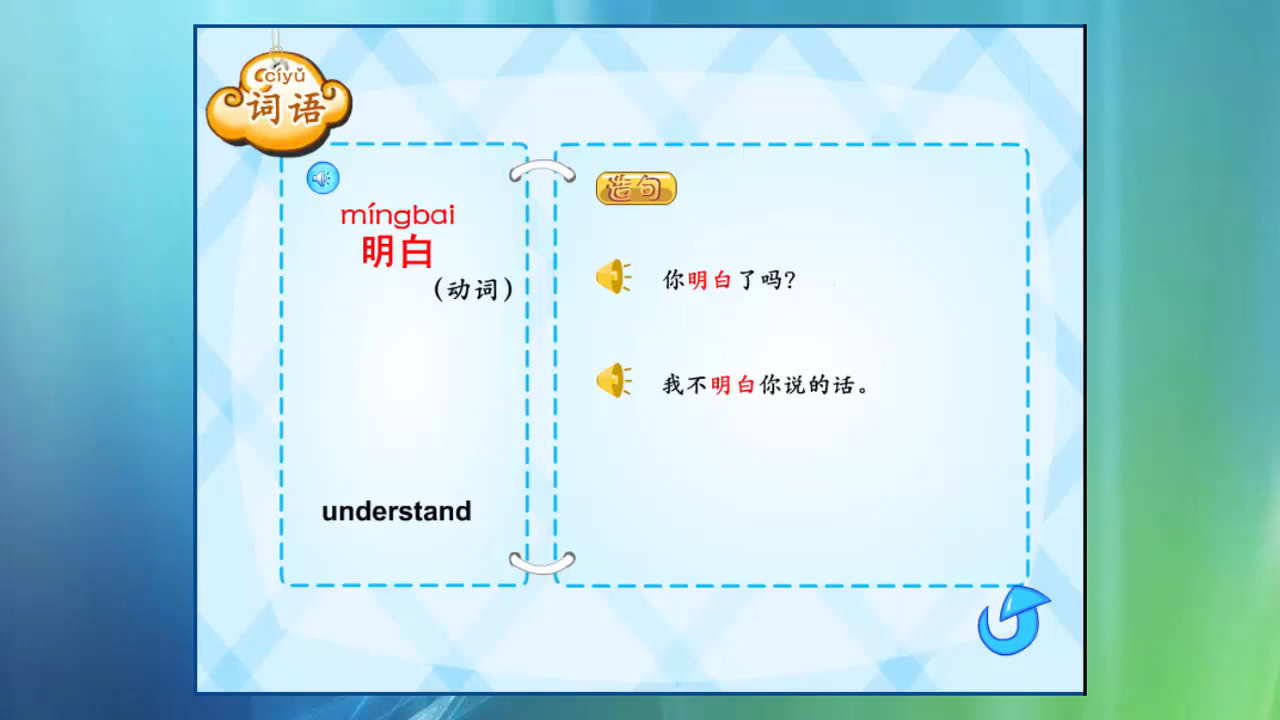 cíyǔ
词语
míngbai
明白
(动词)
understand
造句
你明白了吗?
我不明白你说的话。